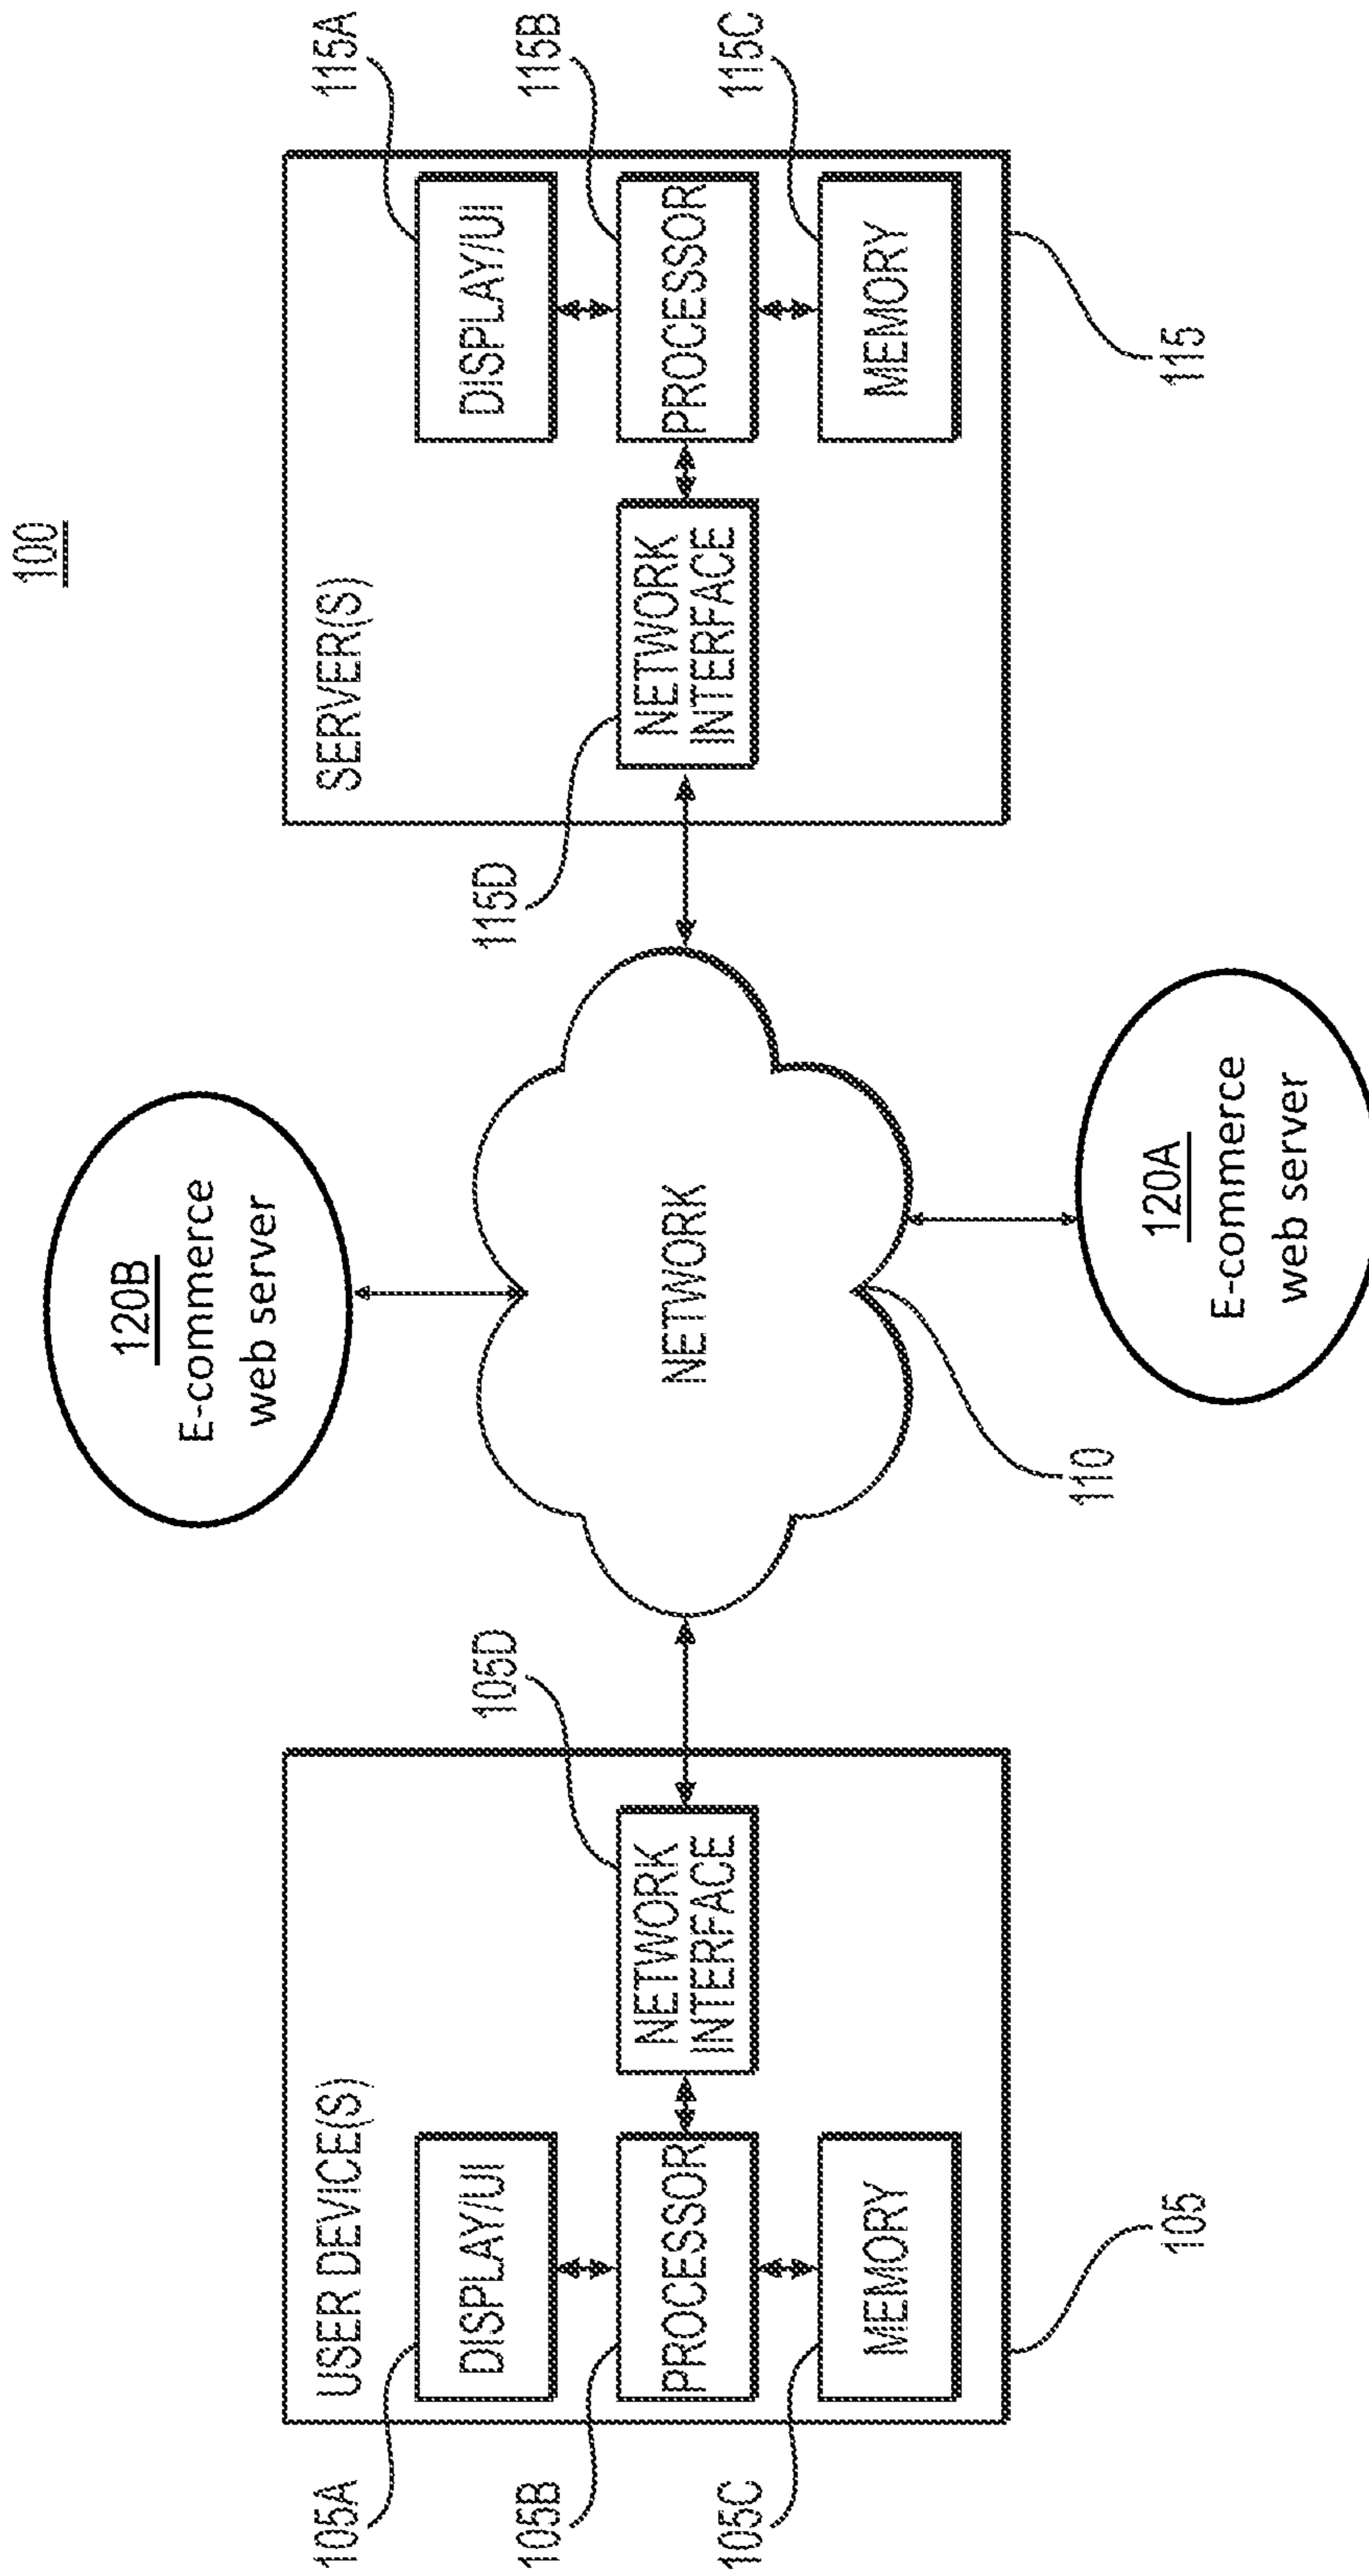 100
120B
E-commerce
web server
USER DEVICE(S)
105A
DISPLAY/UI
105B
PROCESSOR
105C
MEMORY
105D
NETWORK
INTERFACE
105
NETWORK
110
120A
E-commerce
web server
SERVER(S)
115D
NETWORK
INTERFACE
DISPLAY/UI
115A
PROCESSOR
115B
MEMORY
115C
115